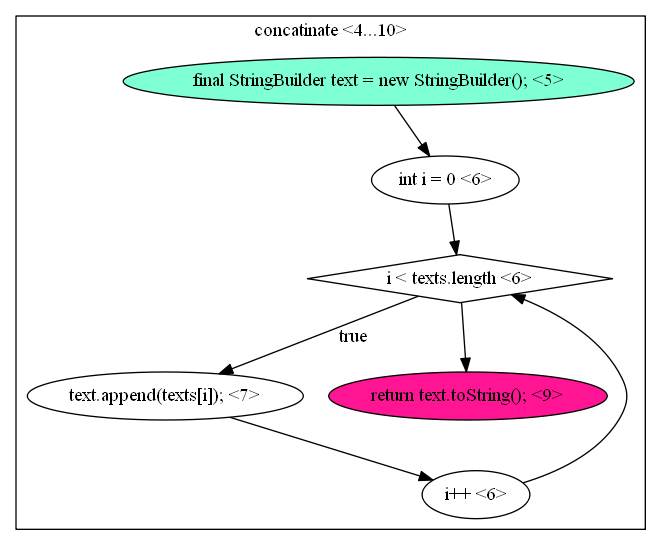 concatinate <4...10>
final StringBuilder text = new StringBuilder(); <5>
int i = 0 <6>
i < texts.length <6>
true
text.append(texts[i]); <7>
return text.toString(); <9>
i++ <6>